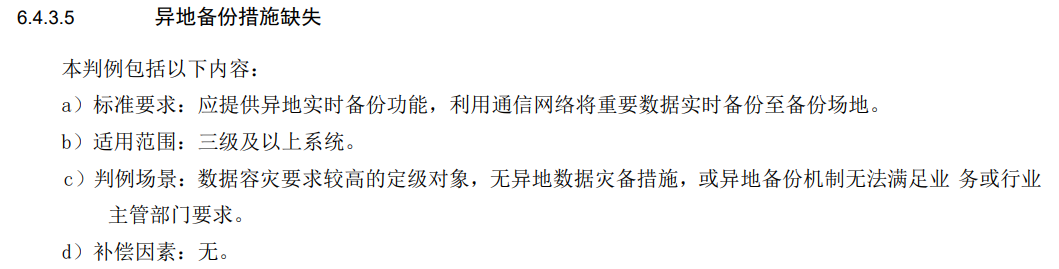 6.4.3.5 异地备份措施缺失
本判例包括以下内容：
a）标准要求：应提供异地实时备份功能，利用通信网络将重要数据实时备份至备份场地。
b）适用范围：三级及以上系统。
c）判例场景：数据容灾要求较高的定级对象，无异地数据灾备措施，或异地备份机制无法满足业 务或行业
主管部门要求。
d）补偿因素：无。